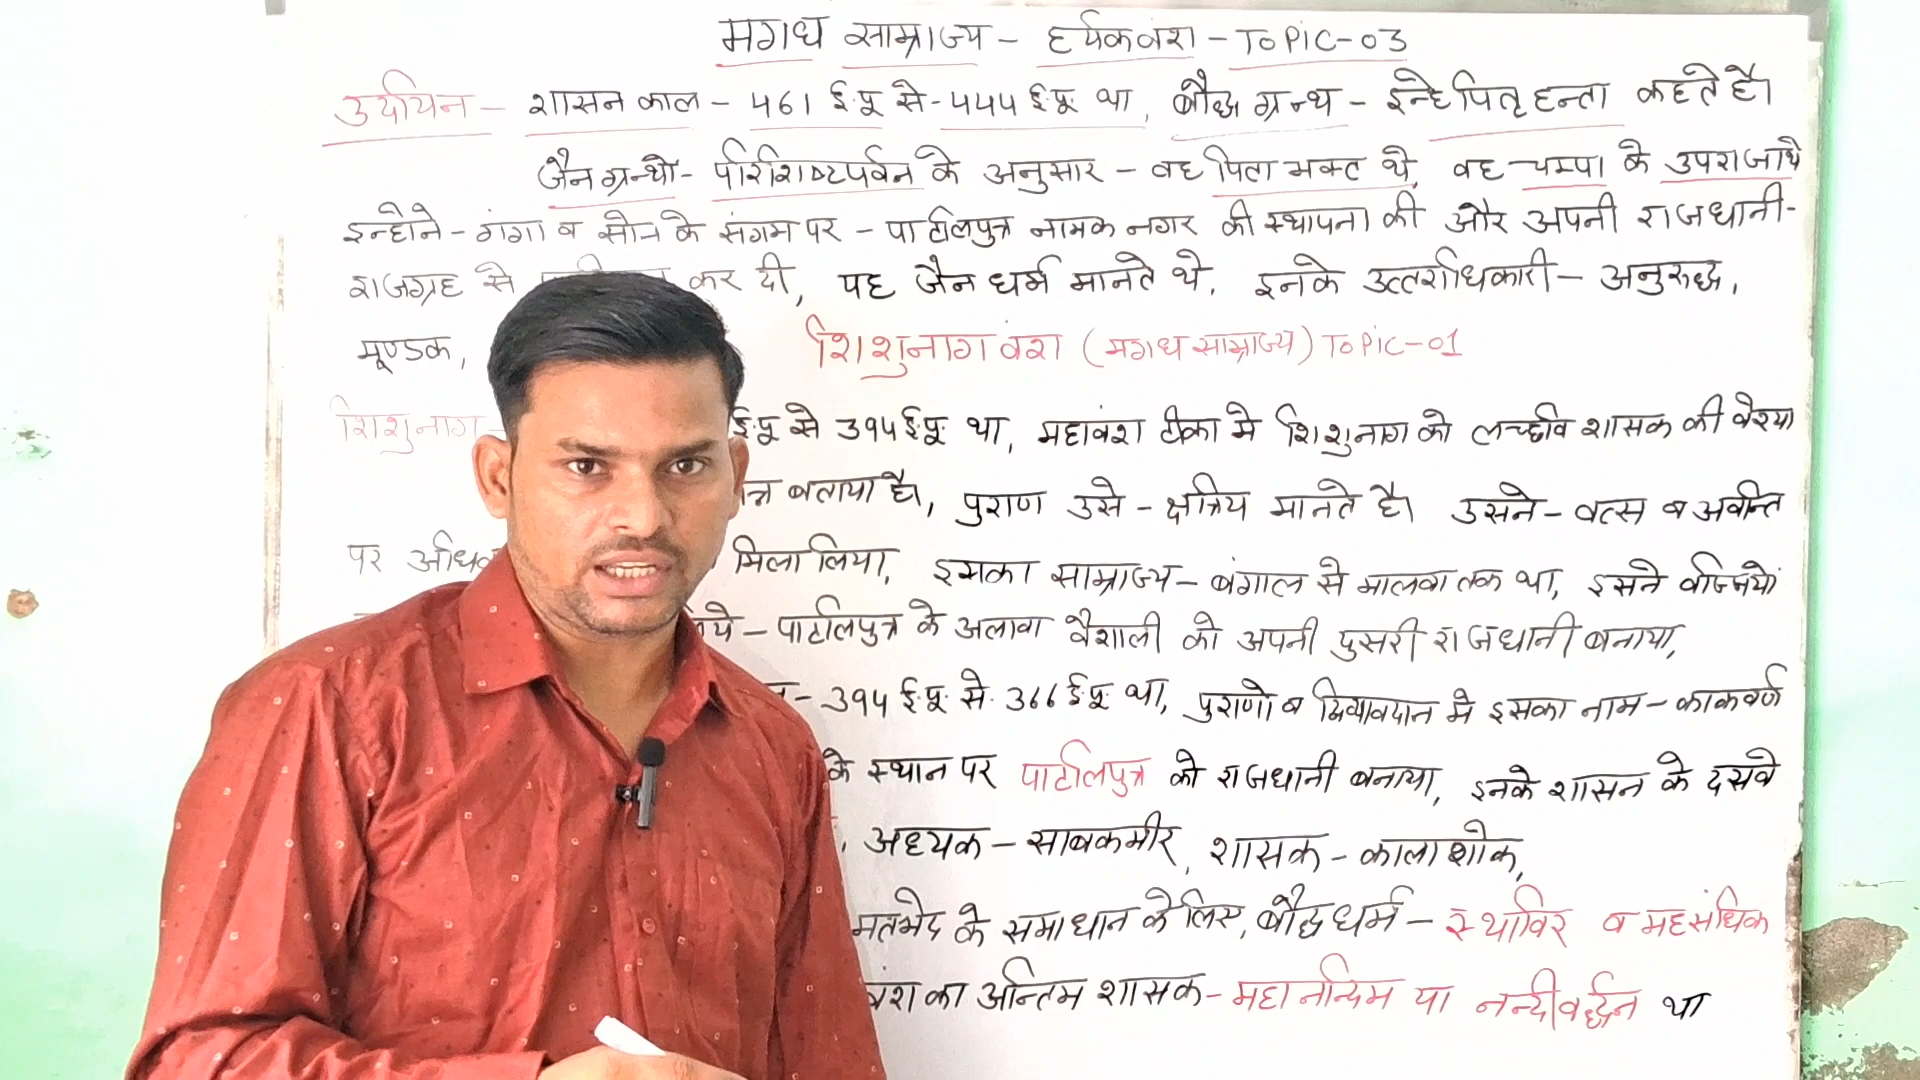 मगध साम्राज्य - हर्यकवंश - TOPIC-03
उदायिन - शासन काल - 461 ई.पू से - 444 ई.पू. था, बौद्ध ग्रन्थ - इन्हे पितृ हन्ता कहते है।
जैन ग्रन्थो - परिशिष्टपर्वन के अनुसार - वह पिता भक्त थे, वह चम्पा के उपराजा थे
इन्होने - गंगा व सोन के संगम पर - पाटलिपुत्र नामक नगर की स्थापना की और अपनी राजधानी -
राजग्रह से कर दी, यह जैन धर्म मानते थे. इनके उत्तराधिकारी - अनुरुद्ध,
मूण्डक,
शिशुनाग वंश (मगध साम्राज्य) TOPIC-01
शिशुनाग - ई.पू से 394 ई.पू. था, महावंश टीका मे शिशुनाग को लच्छवि शासक की वेश्या
बताया है।, पुराण उसे - क्षत्रिय मानते है। उसने - वत्स व अवन्ति
पर मिला लिया, इसका साम्राज्य - बंगाल से मालवा तक था, इसने वज्जियों
लिये - पाटलिपुत्र के अलावा वैशाली को अपनी दुसरी राजधानी बनाया,
- 394 ई.पू से. 366 ई.पू था, पुराणो व दिव्यावदान मे इसका नाम - काकवर्ण
के स्थान पर पाटलिपुत्र को राजधानी बनाया, इनके शासन के दसवे
, अध्यक - साबकमीर, शासक - कालाशोक,
मतभेद के समाधान के लिए, बौद्ध धर्म - स्थाविर व महसंघिक
वंश का अन्तिम शासक - महानन्दिम या नन्दीवर्द्धन था